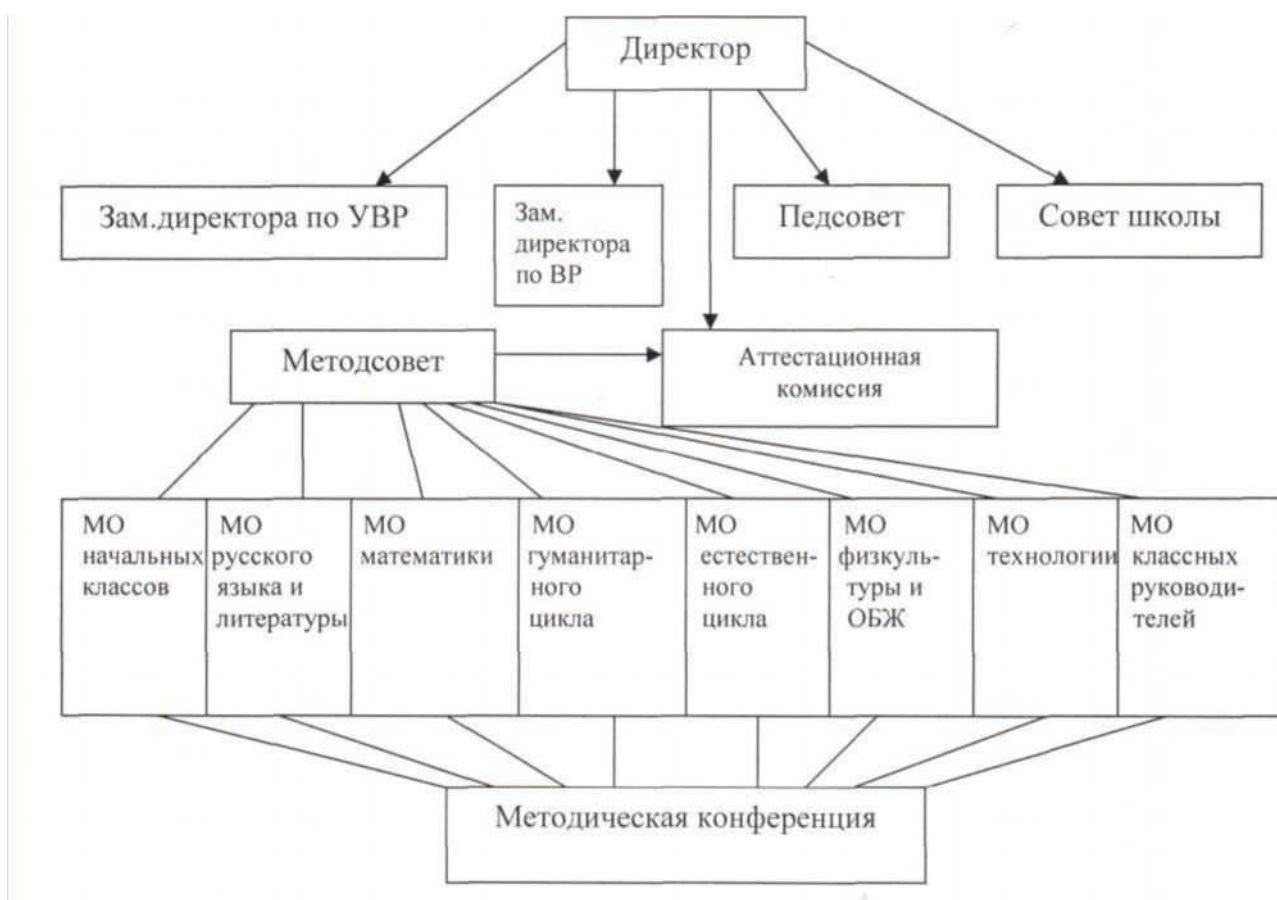 Директор
Зам.директора по УВР
Зам.
директора
по ВР
Педсовет
Совет школы
Методсовет
Аттестационная
комиссия
МО
начальных
классов
МО
русского
языка и
литературы
МО
математики
МО
гуманитар-
ного
цикла
МО
естествен-
ного
цикла
МО
физкуль-
туры и
ОБЖ
МО
технологии
МО
классных
руководи-
телей
Методическая конференция